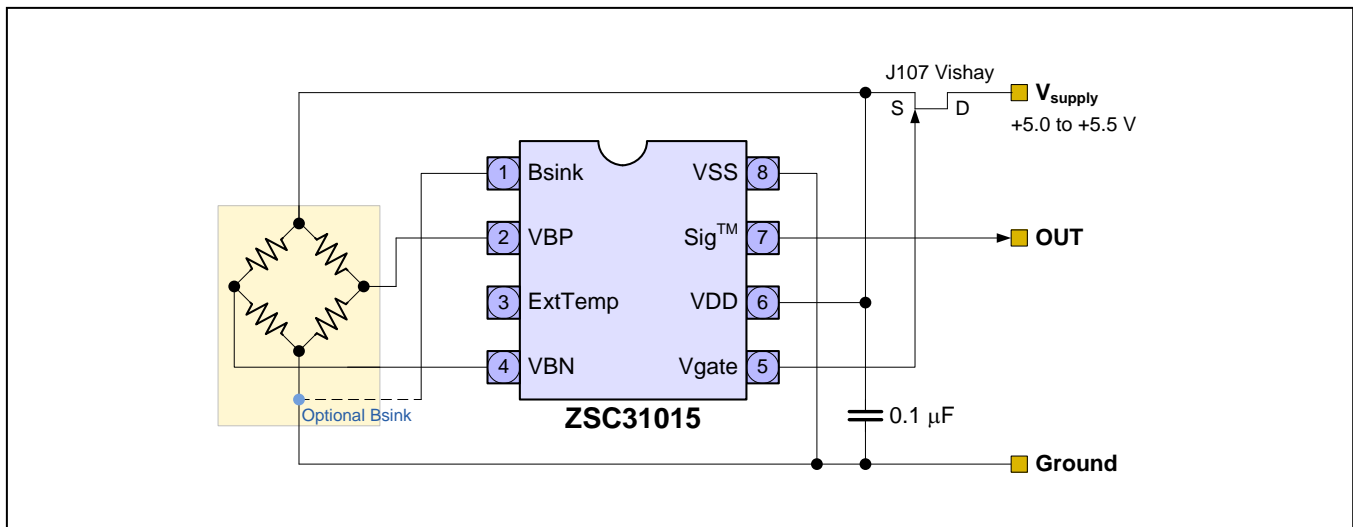 J107 Vishay
S D
Vsupply
+5.0 to +5.5 V
1 Bsink VSS 8
2 VBP Sig™ 7
OUT
3 ExtTemp VDD 6
4 VBN Vgate 5
Optional Bsink
ZSC31015
0.1 μF
Ground